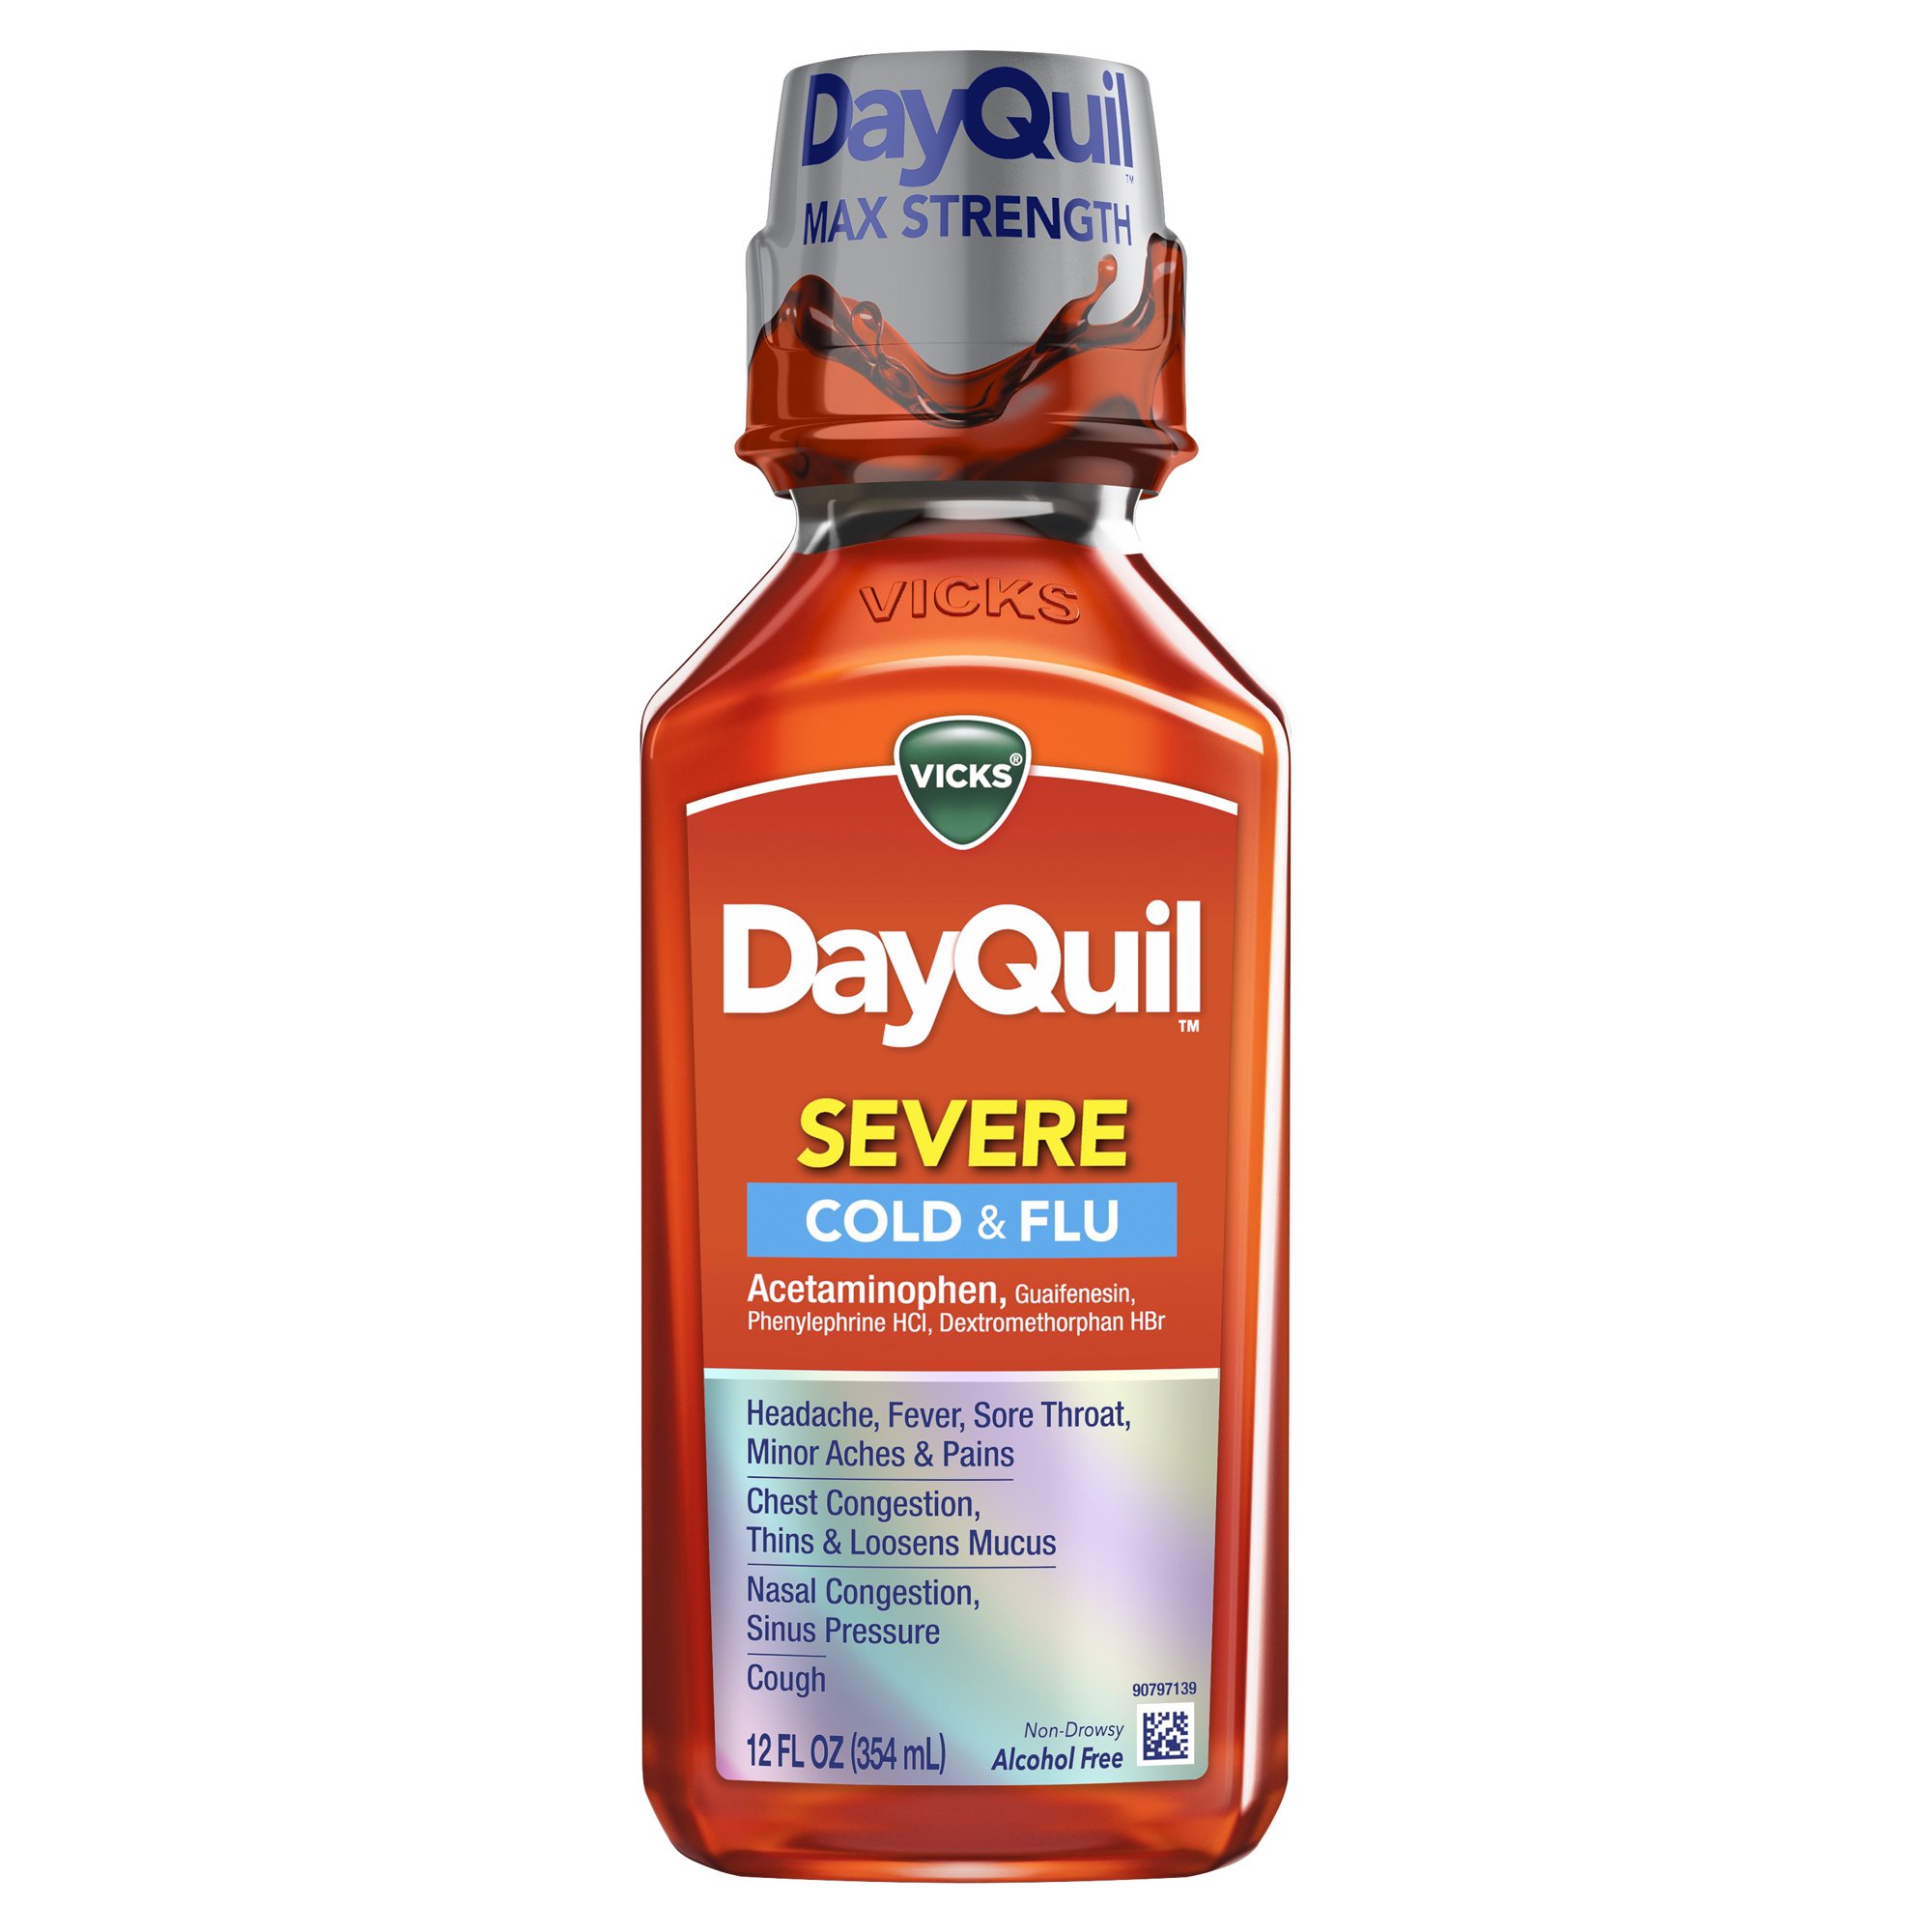 DayQuil™
MAX STRENGTH
VICKS
VICKS®
DayQuil™
SEVERE
COLD & FLU
Acetaminophen, Guaifenesin,
Phenylephrine HCl, Dextromethorphan HBr
Headache, Fever, Sore Throat,
Minor Aches & Pains
Chest Congestion,
Thins & Loosens Mucus
Nasal Congestion,
Sinus Pressure
Cough
90797139
Non-Drowsy
12 FL OZ (354 mL) Alcohol Free